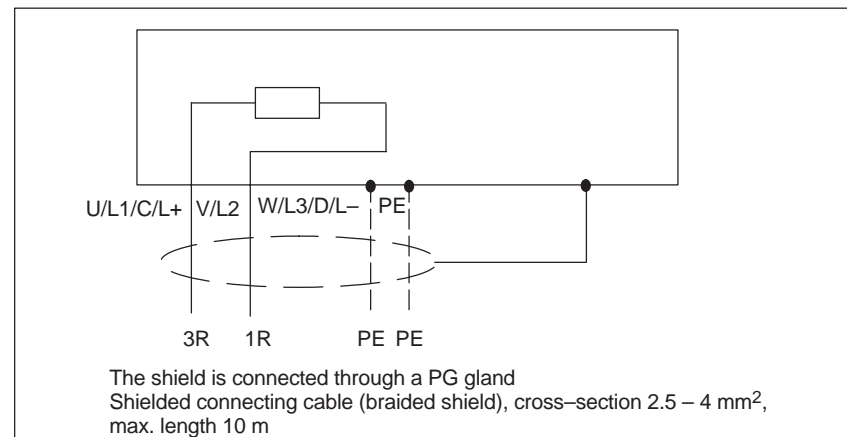 U/L1/C/L+ V/L2 W/L3/D/L– PE
3R 1R PE PE
The shield is connected through a PG gland
Shielded connecting cable (braided shield), cross–section 2.5 – 4 mm²,
max. length 10 m